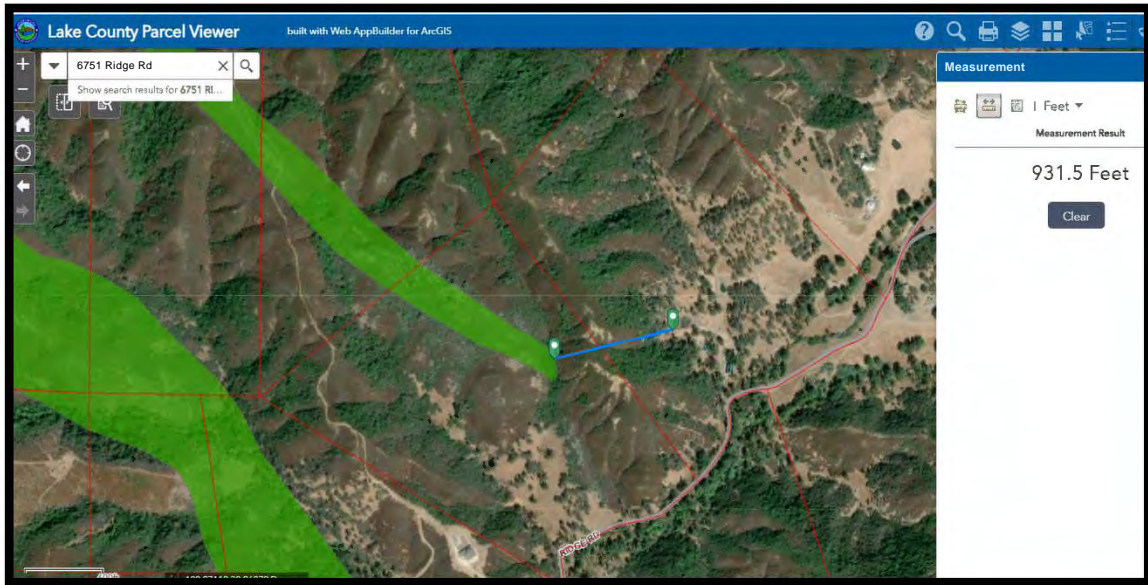 Lake County Parcel Viewer
built with Web AppBuilder for ArcGIS
6751 Ridge Rd
Show search results for 6751 RI...
Measurement
Feet
Measurement Result
931.5 Feet
Clear
RIDGE RD